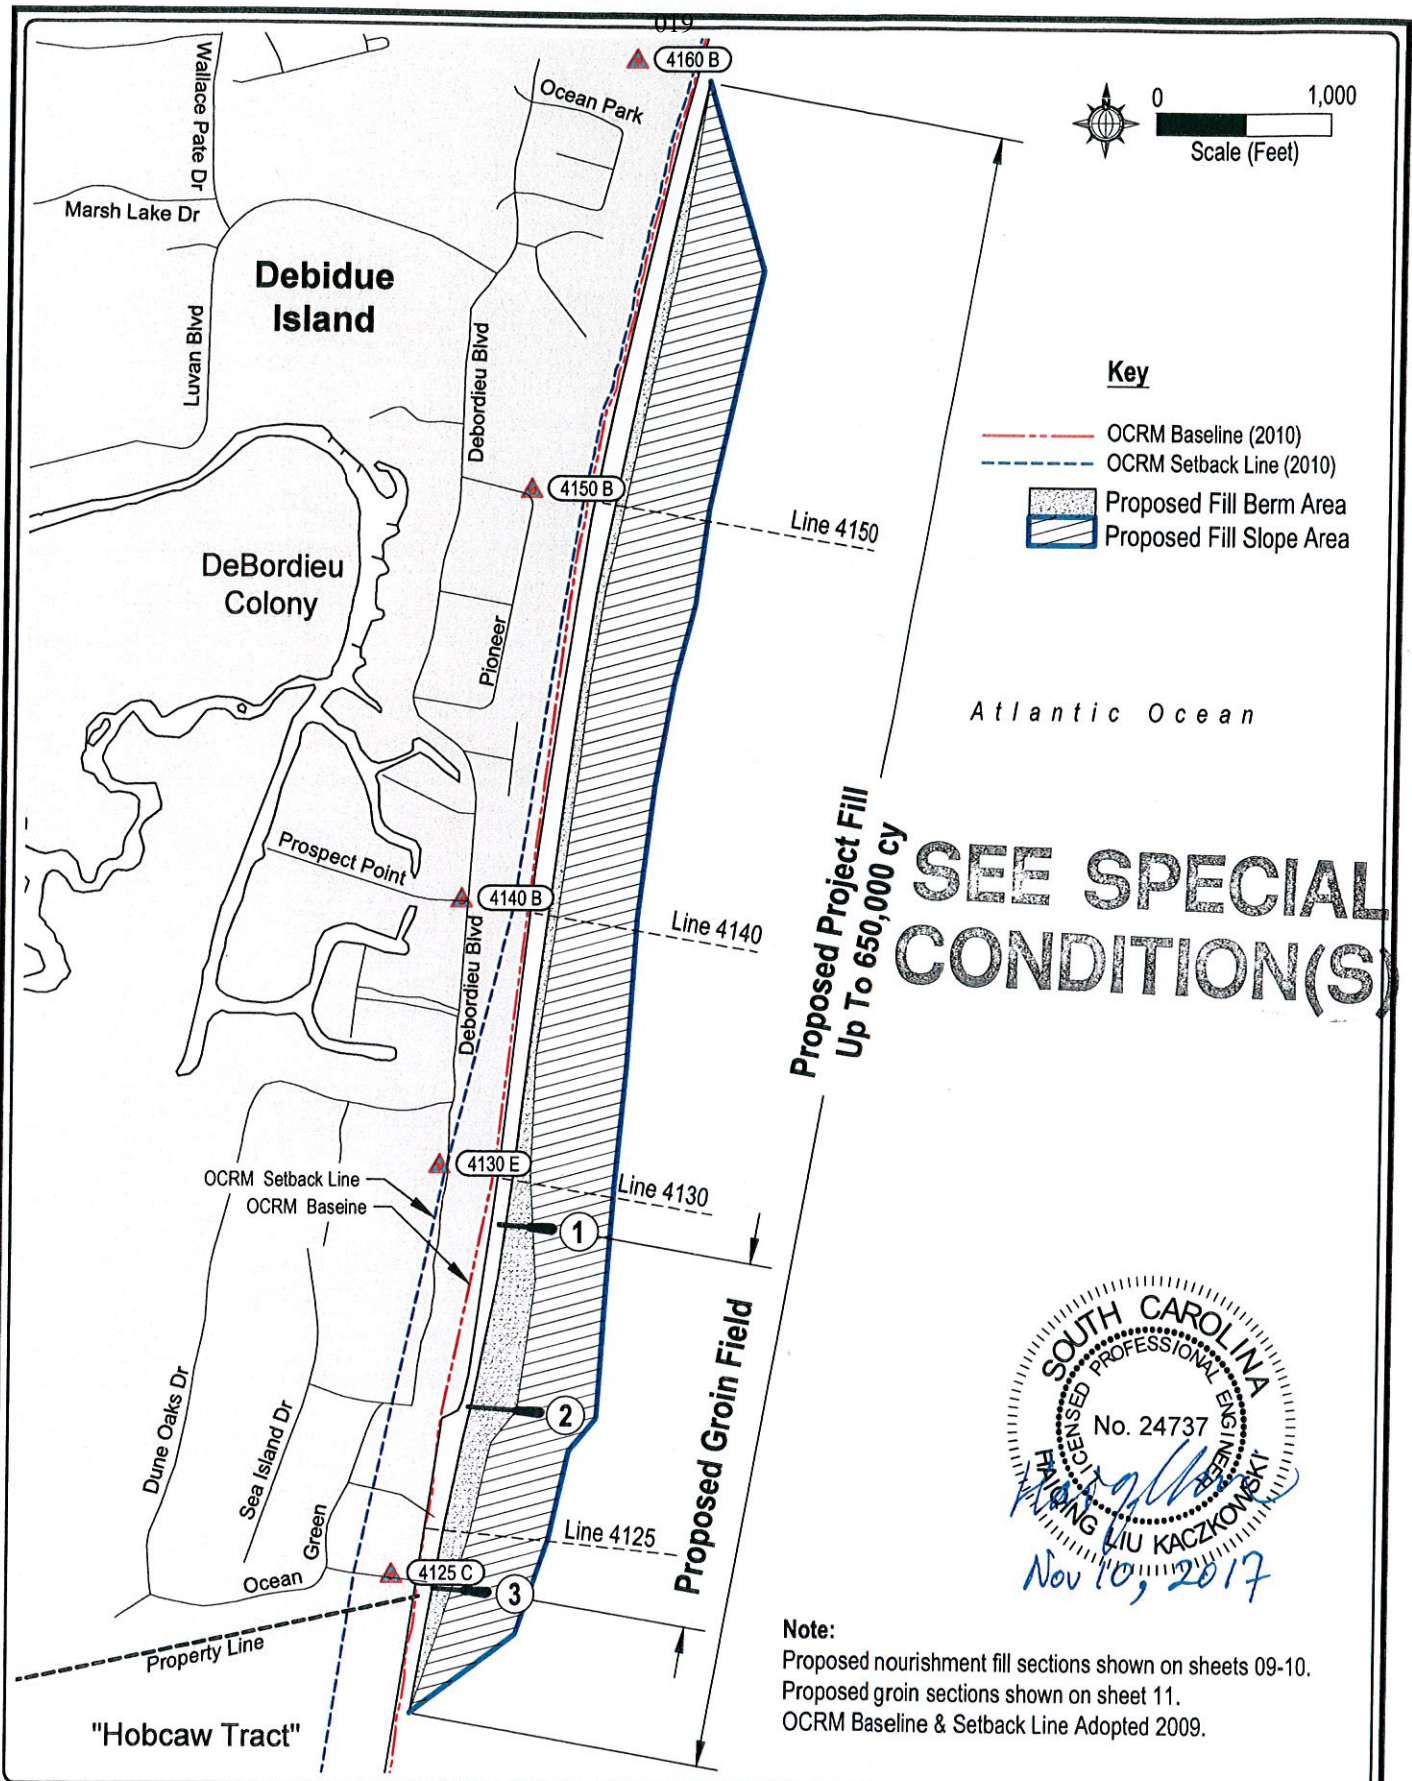 019
4160 B
Wallace Pate Dr
Ocean Park
0 1,000
Scale (Feet)
N
Marsh Lake Dr
Debidue
Island
Luvan Blvd
Debordieu Blvd
Key
OCRM Baseline (2010)
OCRM Setback Line (2010)
Proposed Fill Berm Area
Proposed Fill Slope Area
4150 B
Line 4150
DeBordieu
Colony
Pioneer
Atlantic Ocean
Proposed Project Fill
Up To 650,000 cy
SEE SPECIAL
CONDITION(S)
Prospect Point
4140 B
Line 4140
Debordieu Blvd
4130 E
Line 4130
OCRM Setback Line
OCRM Baseine
1
2
3
Proposed Groin Field
Dune Oaks Dr
Sea Island Dr
Ocean
Green
Line 4125
4125 C
Property Line
"Hobcaw Tract"
SOUTH CAROLINA
LICENSED PROFESSIONAL ENGINEER
No. 24737
HAIQING LIU KACZKOWSKI
Nov 10, 2017
Note:
Proposed nourishment fill sections shown on sheets 09-10.
Proposed groin sections shown on sheet 11.
OCRM Baseline & Setback Line Adopted 2009.